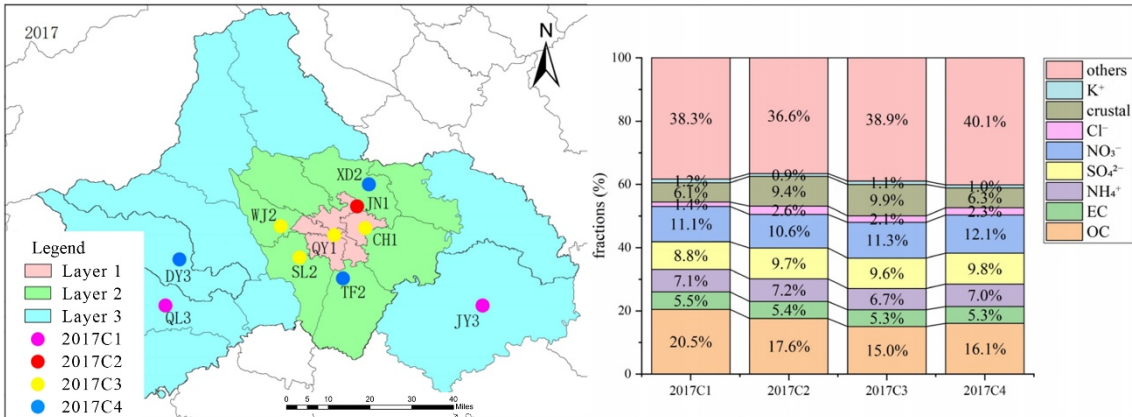 2017
N
XD2
JN1
WJ2
CH1
QY1
SL2
DY3
TF2
QL3
JY3
Legend
Layer 1
Layer 2
Layer 3
2017C1
2017C2
2017C3
2017C4
0 5 10 20 30 40
Miles
fractions (%)
100
80
60
40
20
0
38.3% 36.6% 38.9% 40.1%
1.2% 0.9% 1.1% 1.0%
6.1% 9.4% 9.9% 6.3%
1.4% 2.6% 2.1% 2.3%
11.1% 10.6% 11.3% 12.1%
8.8% 9.7% 9.6% 9.8%
7.1% 7.2% 6.7% 7.0%
5.5% 5.4% 5.3% 5.3%
20.5% 17.6% 15.0% 16.1%
2017C1 2017C2 2017C3 2017C4
others
K⁺
crustal
Cl⁻
NO₃⁻
SO₄²⁻
NH₄⁺
EC
OC